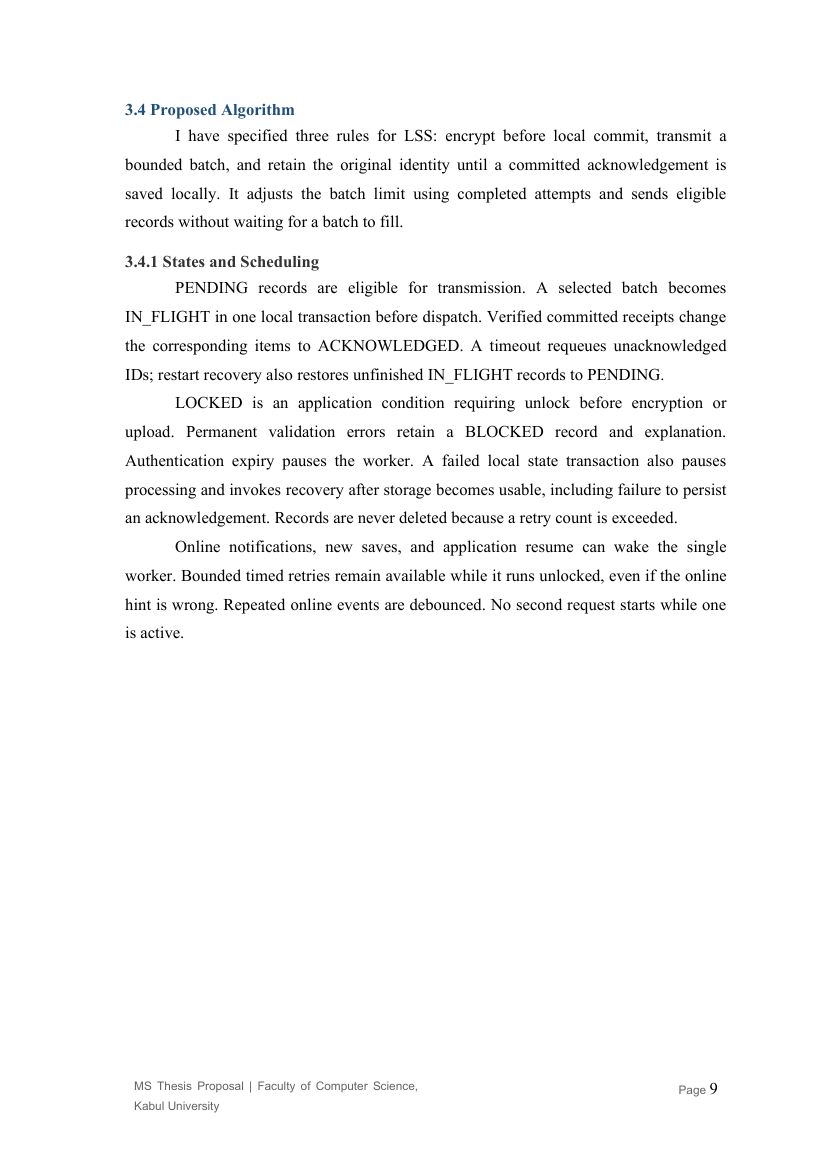 3.4 Proposed Algorithm
I have specified three rules for LSS: encrypt before local commit, transmit a
bounded batch, and retain the original identity until a committed acknowledgement is
saved locally. It adjusts the batch limit using completed attempts and sends eligible
records without waiting for a batch to fill.
3.4.1 States and Scheduling
PENDING records are eligible for transmission. A selected batch becomes
IN_FLIGHT in one local transaction before dispatch. Verified committed receipts change
the corresponding items to ACKNOWLEDGED. A timeout requeues unacknowledged
IDs; restart recovery also restores unfinished IN_FLIGHT records to PENDING.
LOCKED is an application condition requiring unlock before encryption or
upload. Permanent validation errors retain a BLOCKED record and explanation.
Authentication expiry pauses the worker. A failed local state transaction also pauses
processing and invokes recovery after storage becomes usable, including failure to persist
an acknowledgement. Records are never deleted because a retry count is exceeded.
Online notifications, new saves, and application resume can wake the single
worker. Bounded timed retries remain available while it runs unlocked, even if the online
hint is wrong. Repeated online events are debounced. No second request starts while one
is active.
MS Thesis Proposal | Faculty of Computer Science,
Kabul University
Page 9